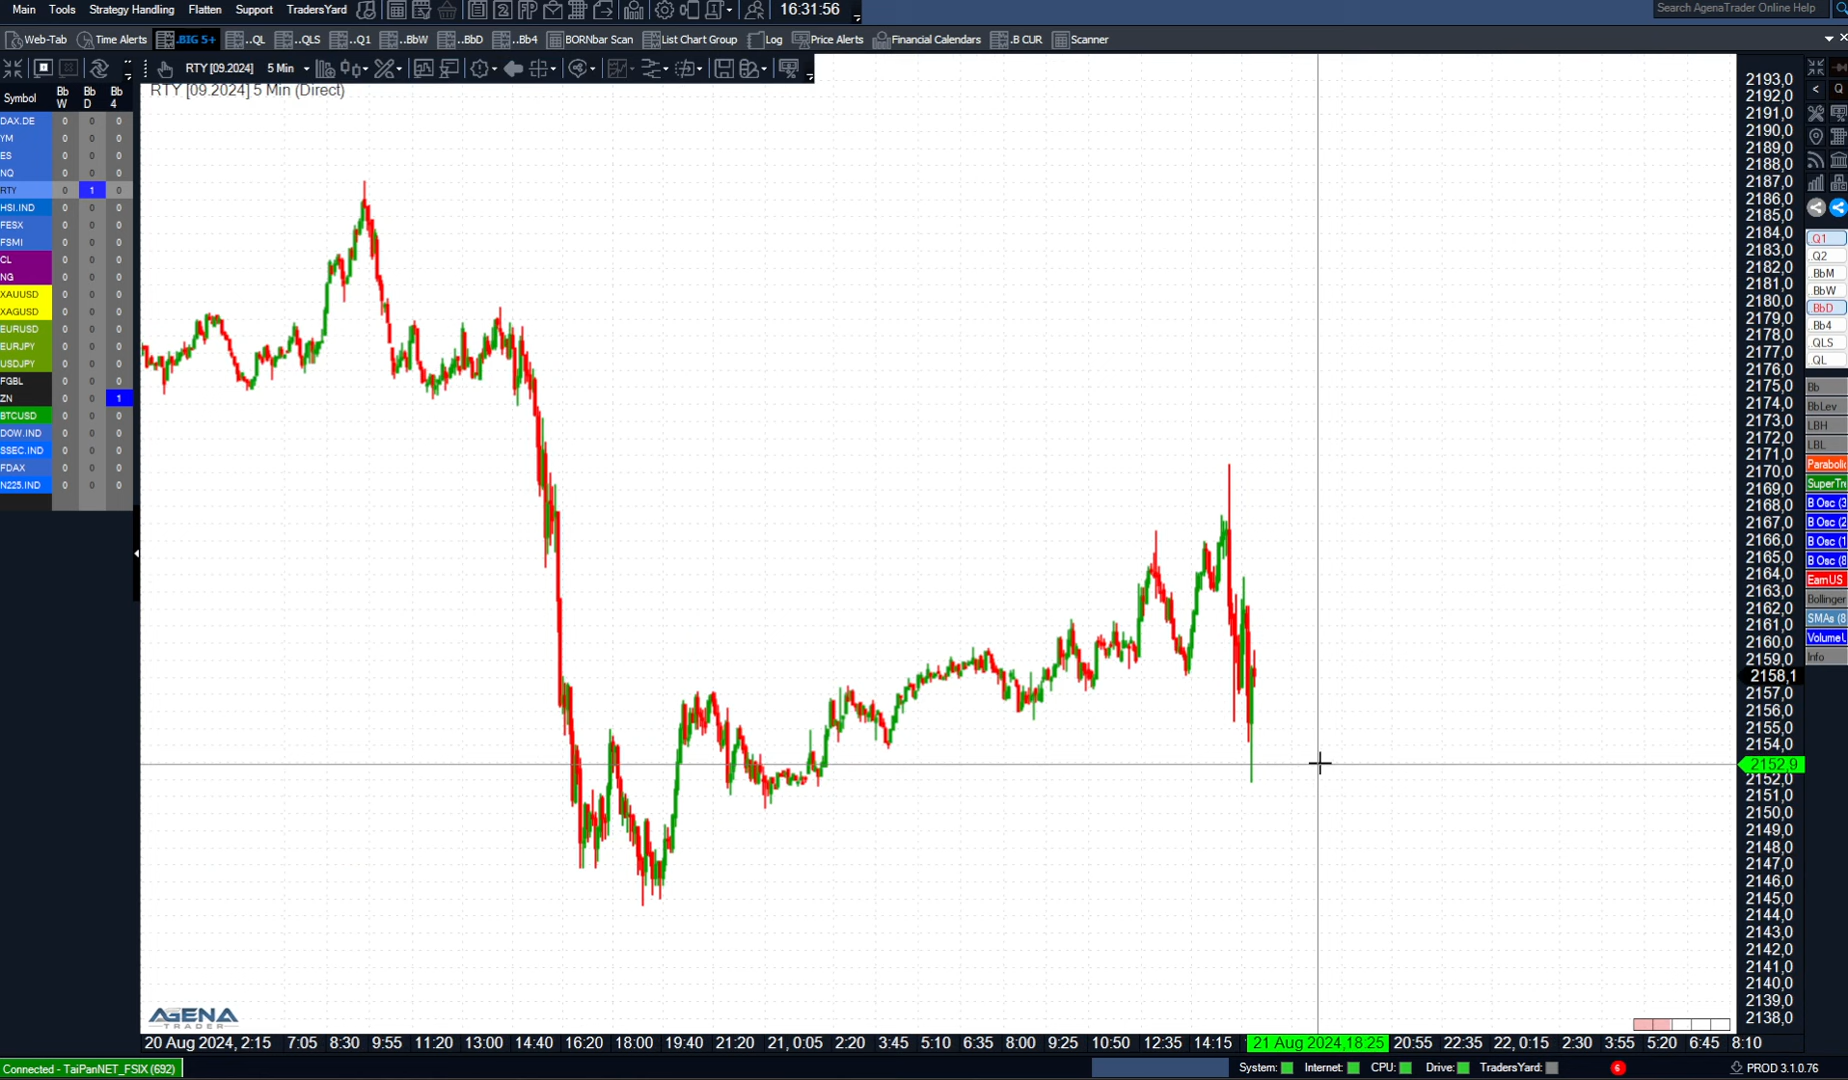 Main Tools Strategy Handling Flatten Support TradersYard 16:31:56 Search AgenaTrader Online Help
Web-Tab Time Alerts .BIG 5+ ..QL ..QLS ..Q1 ..BbW ..BbD ..Bb4 BORNbar Scan List Chart Group Log Price Alerts Financial Calendars .B CUR Scanner
RTY [09.2024] 5 Min
RTY [09.2024] 5 Min (Direct)
Symbol Bb W Bb D Bb 4
DAX.DE 0 0 0
YM 0 0 0
ES 0 0 0
NQ 0 0 0
RTY 0 1 0
HSI.IND 0 0 0
FESX 0 0 0
FSMI 0 0 0
CL 0 0 0
NG 0 0 0
XAUUSD 0 0 0
XAGUSD 0 0 0
EURUSD 0 0 0
EURJPY 0 0 0
USDJPY 0 0 0
FGBL 0 0 0
ZN 0 0 1
BTCUSD 0 0 0
DOW.IND 0 0 0
SSEC.IND 0 0 0
FDAX 0 0 0
N225.IND 0 0 0
2193,0
2192,0
2191,0
2190,0
2189,0
2188,0
2187,0
2186,0
2185,0
2184,0
2183,0
2182,0
2181,0
2180,0
2179,0
2178,0
2177,0
2176,0
2175,0
2174,0
2173,0
2172,0
2171,0
2170,0
2169,0
2168,0
2167,0
2166,0
2165,0
2164,0
2163,0
2162,0
2161,0
2160,0
2159,0
2158,1
2157,0
2156,0
2155,0
2154,0
2152,9
2152,0
2151,0
2150,0
2149,0
2148,0
2147,0
2146,0
2145,0
2144,0
2143,0
2142,0
2141,0
2140,0
2139,0
2138,0
< Q
Q1
..Q2
..BbM
..BbW
BbD
..Bb4
..QLS
QL
Bb
BbLev
LBH
LBL
Parabolic
SuperTre
B Osc (3
B Osc (2
B Osc (1
B Osc (8
EamUS
Bollinger
SMAs (8
VolumeU
Info
AGENA
TRADER
20 Aug 2024, 2:15 7:05 8:30 9:55 11:20 13:00 14:40 16:20 18:00 19:40 21:20 21, 0:05 2:20 3:45 5:10 6:35 8:00 9:25 10:50 12:35 14:15 21 Aug 2024 18:25 20:55 22:35 22, 0:15 2:30 3:55 5:20 6:45 8:10
Connected - TaiPanNET_FSIX (692) System: Internet: CPU: Drive: TradersYard: 6 PROD 3.1.0.76